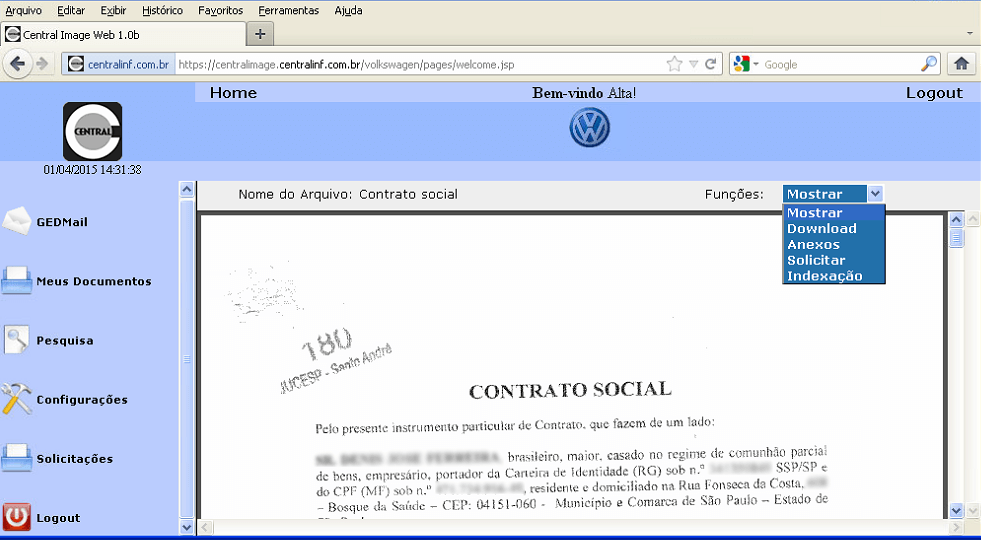 Arquivo Editar Exibir Histórico Favoritos Ferramentas Ajuda
Central Image Web 1.0b
centralinf.com.br https://centralimage.centralinf.com.br/volkswagen/pages/welcome.jsp Google
Home Bem-vindo Alta! Logout
CENTRAL
01/04/2015 14:31:38
Nome do Arquivo: Contrato social Funções: Mostrar
Mostrar
Download
Anexos
Solicitar
Indexação
GEDMail
Meus Documentos
Pesquisa
Configurações
Solicitações
Logout
180
JUCESP - Santo André
CONTRATO SOCIAL
Pelo presente instrumento particular de Contrato, que fazem de um lado:
brasileiro, maior, casado no regime de comunhão parcial
de bens, empresário, portador da Carteira de Identidade (RG) sob n.º SSP/SP e
do CPF (MF) sob n.º , residente e domiciliado na Rua Fonseca da Costa,
– Bosque da Saúde – CEP: 04151-060 - Município e Comarca de São Paulo – Estado de